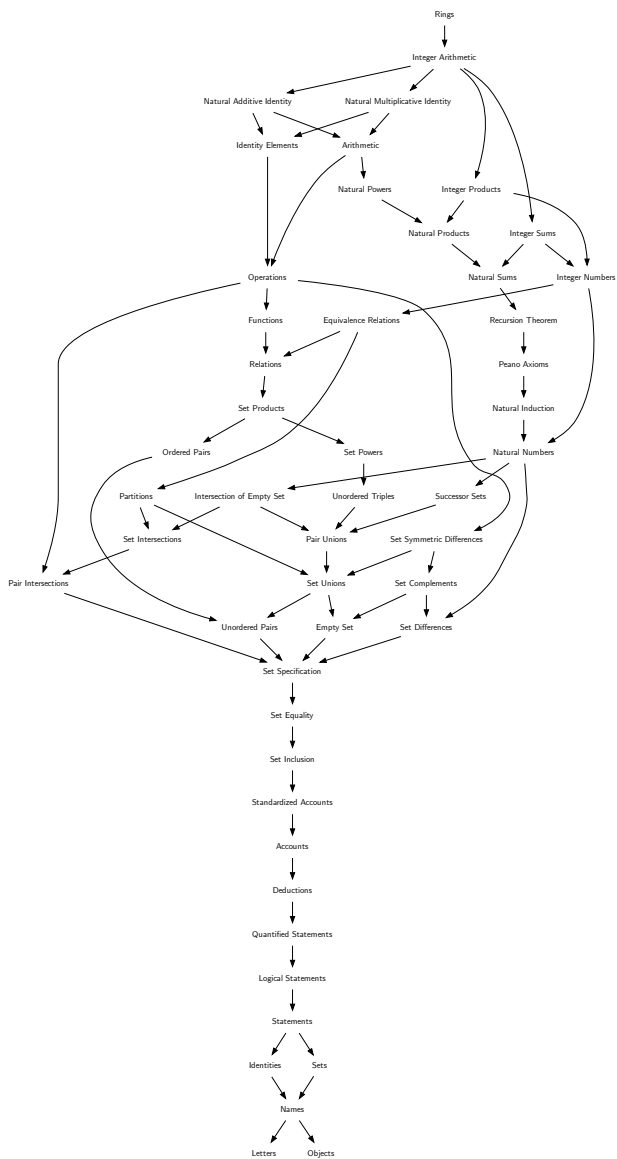 Rings
Integer Arithmetic
Natural Additive Identity
Natural Multiplicative Identity
Identity Elements
Arithmetic
Natural Powers
Integer Products
Natural Products
Integer Sums
Operations
Natural Sums
Integer Numbers
Functions
Equivalence Relations
Recursion Theorem
Relations
Peano Axioms
Set Products
Natural Induction
Ordered Pairs
Set Powers
Natural Numbers
Partitions
Intersection of Empty Set
Unordered Triples
Successor Sets
Set Intersections
Pair Unions
Set Symmetric Differences
Pair Intersections
Set Unions
Set Complements
Unordered Pairs
Empty Set
Set Differences
Set Specification
Set Equality
Set Inclusion
Standardized Accounts
Accounts
Deductions
Quantified Statements
Logical Statements
Statements
Identities
Sets
Names
Letters
Objects